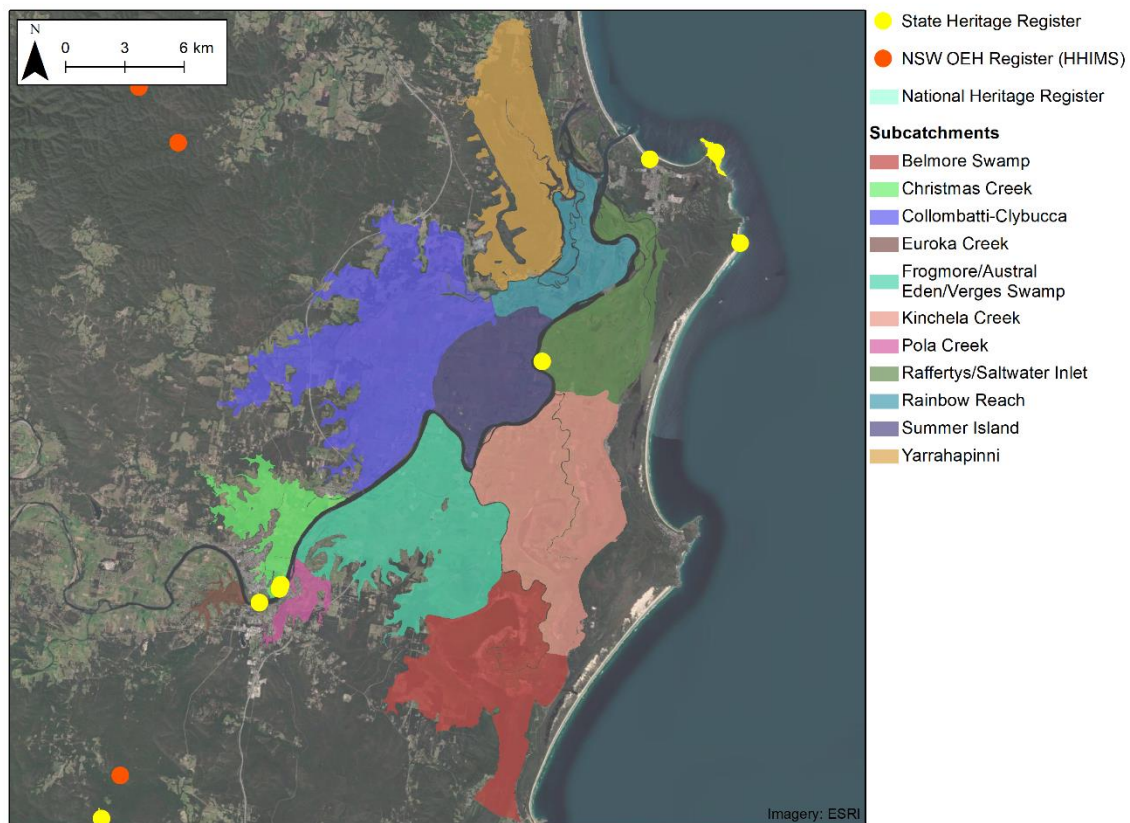 N
0 3 6 km
State Heritage Register
NSW OEH Register (HHIMS)
National Heritage Register
Subcatchments
Belmore Swamp
Christmas Creek
Collombatti-Clybucca
Euroka Creek
Frogmore/Austral
Eden/Verges Swamp
Kinchela Creek
Pola Creek
Raffertys/Saltwater Inlet
Rainbow Reach
Summer Island
Yarrahapinni
Imagery: ESRI